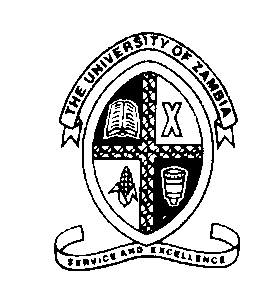 THE UNIVERSITY OF ZAMBIA
SERVICE AND EXCELLENCE